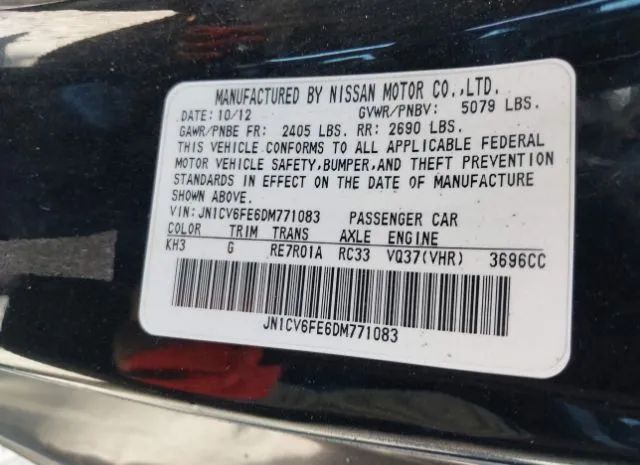 MANUFACTURED BY NISSAN MOTOR CO.,LTD.
DATE: 10/12 GVWR/PNBV: 5079 LBS.
GAWR/PNBE FR: 2405 LBS. RR: 2690 LBS.
THIS VEHICLE CONFORMS TO ALL APPLICABLE FEDERAL
MOTOR VEHICLE SAFETY,BUMPER,AND THEFT PREVENTION
STANDARDS IN EFFECT ON THE DATE OF MANUFACTURE
SHOWN ABOVE.
VIN: JN1CV6FE6DM771083 PASSENGER CAR
COLOR TRIM TRANS AXLE ENGINE
KH3 G RE7R01A RC33 VQ37(VHR) 3696CC
JN1CV6FE6DM771083